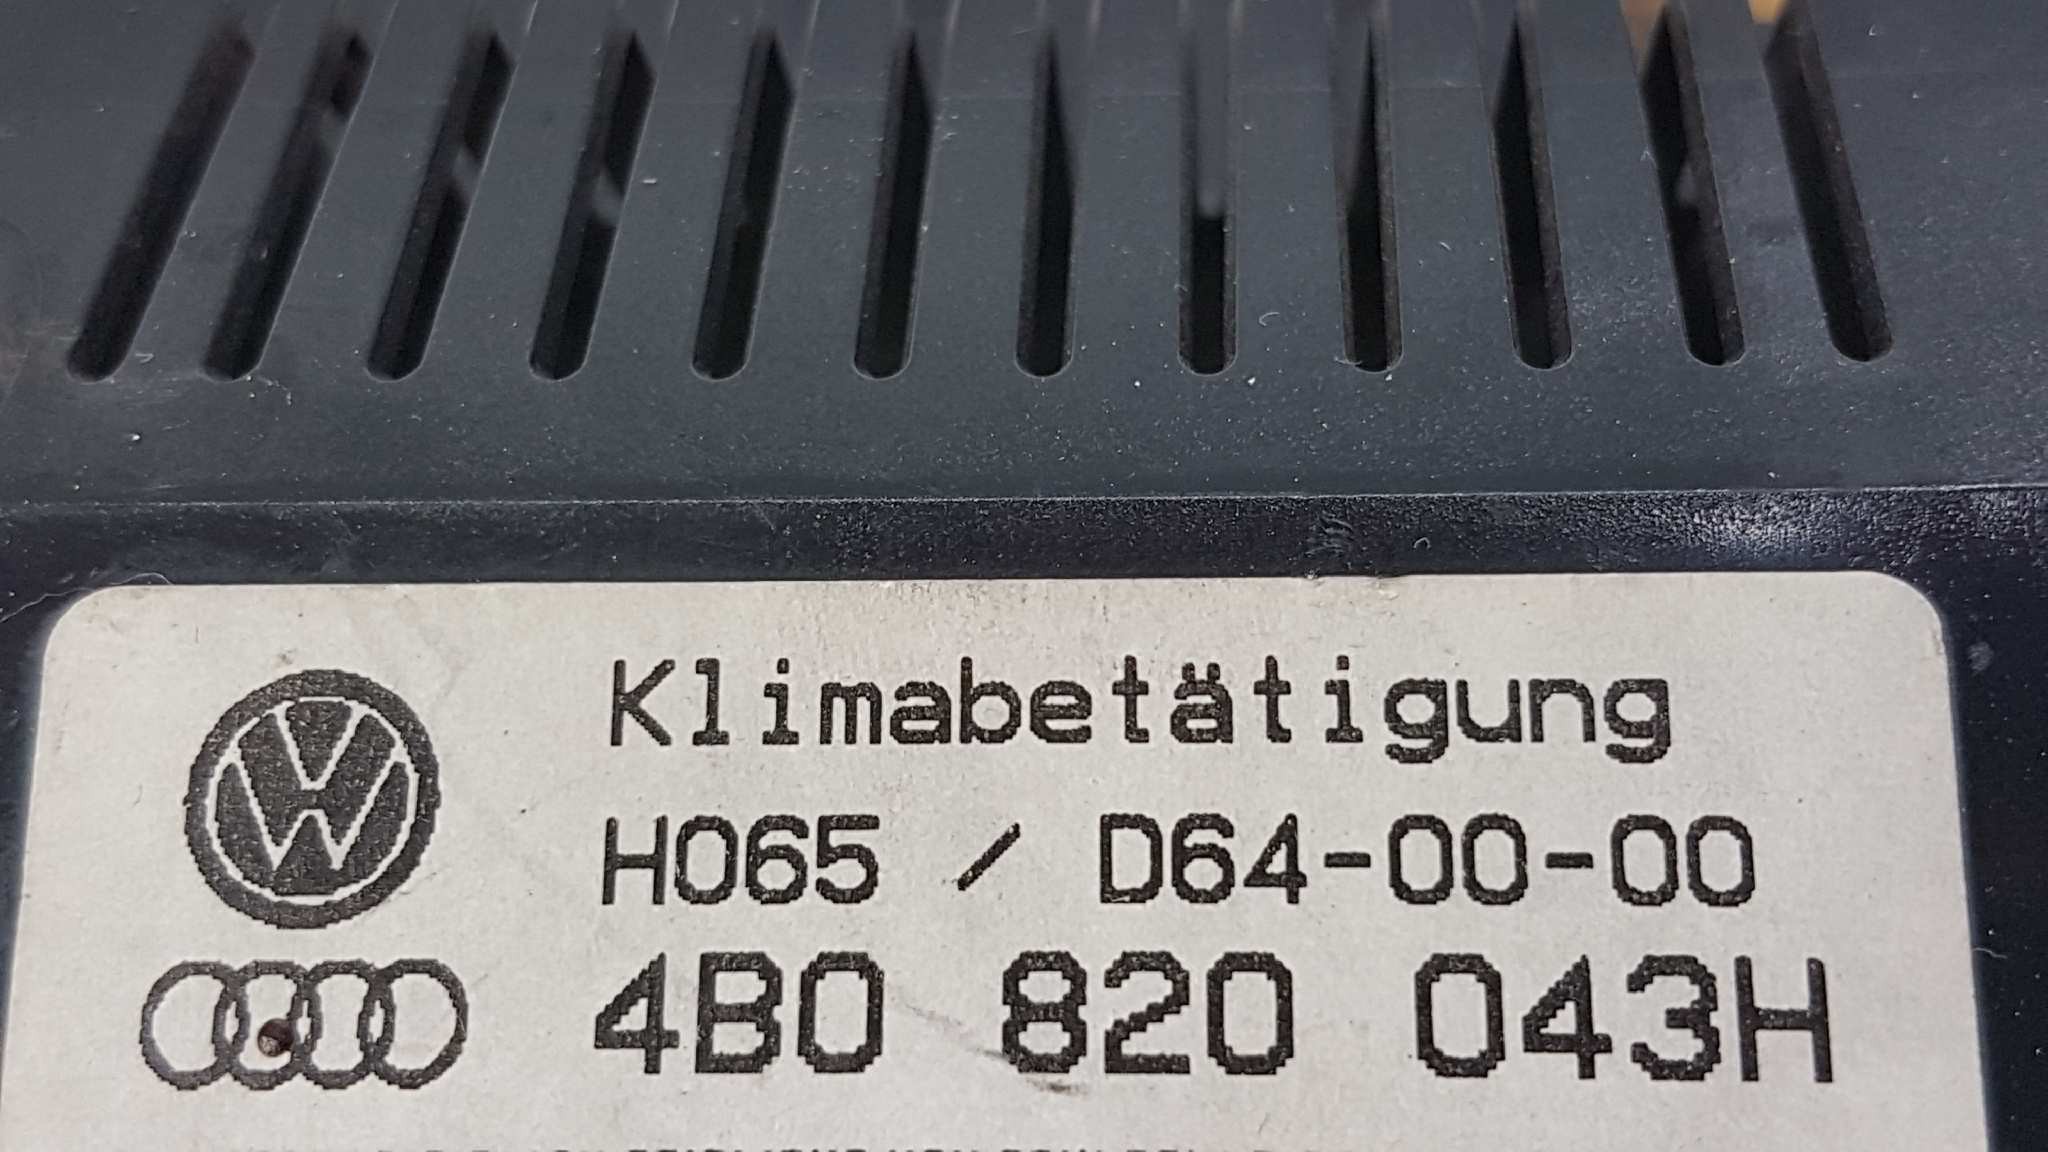 Klimabetätigung
H065 / D64-00-00
4B0 820 043H